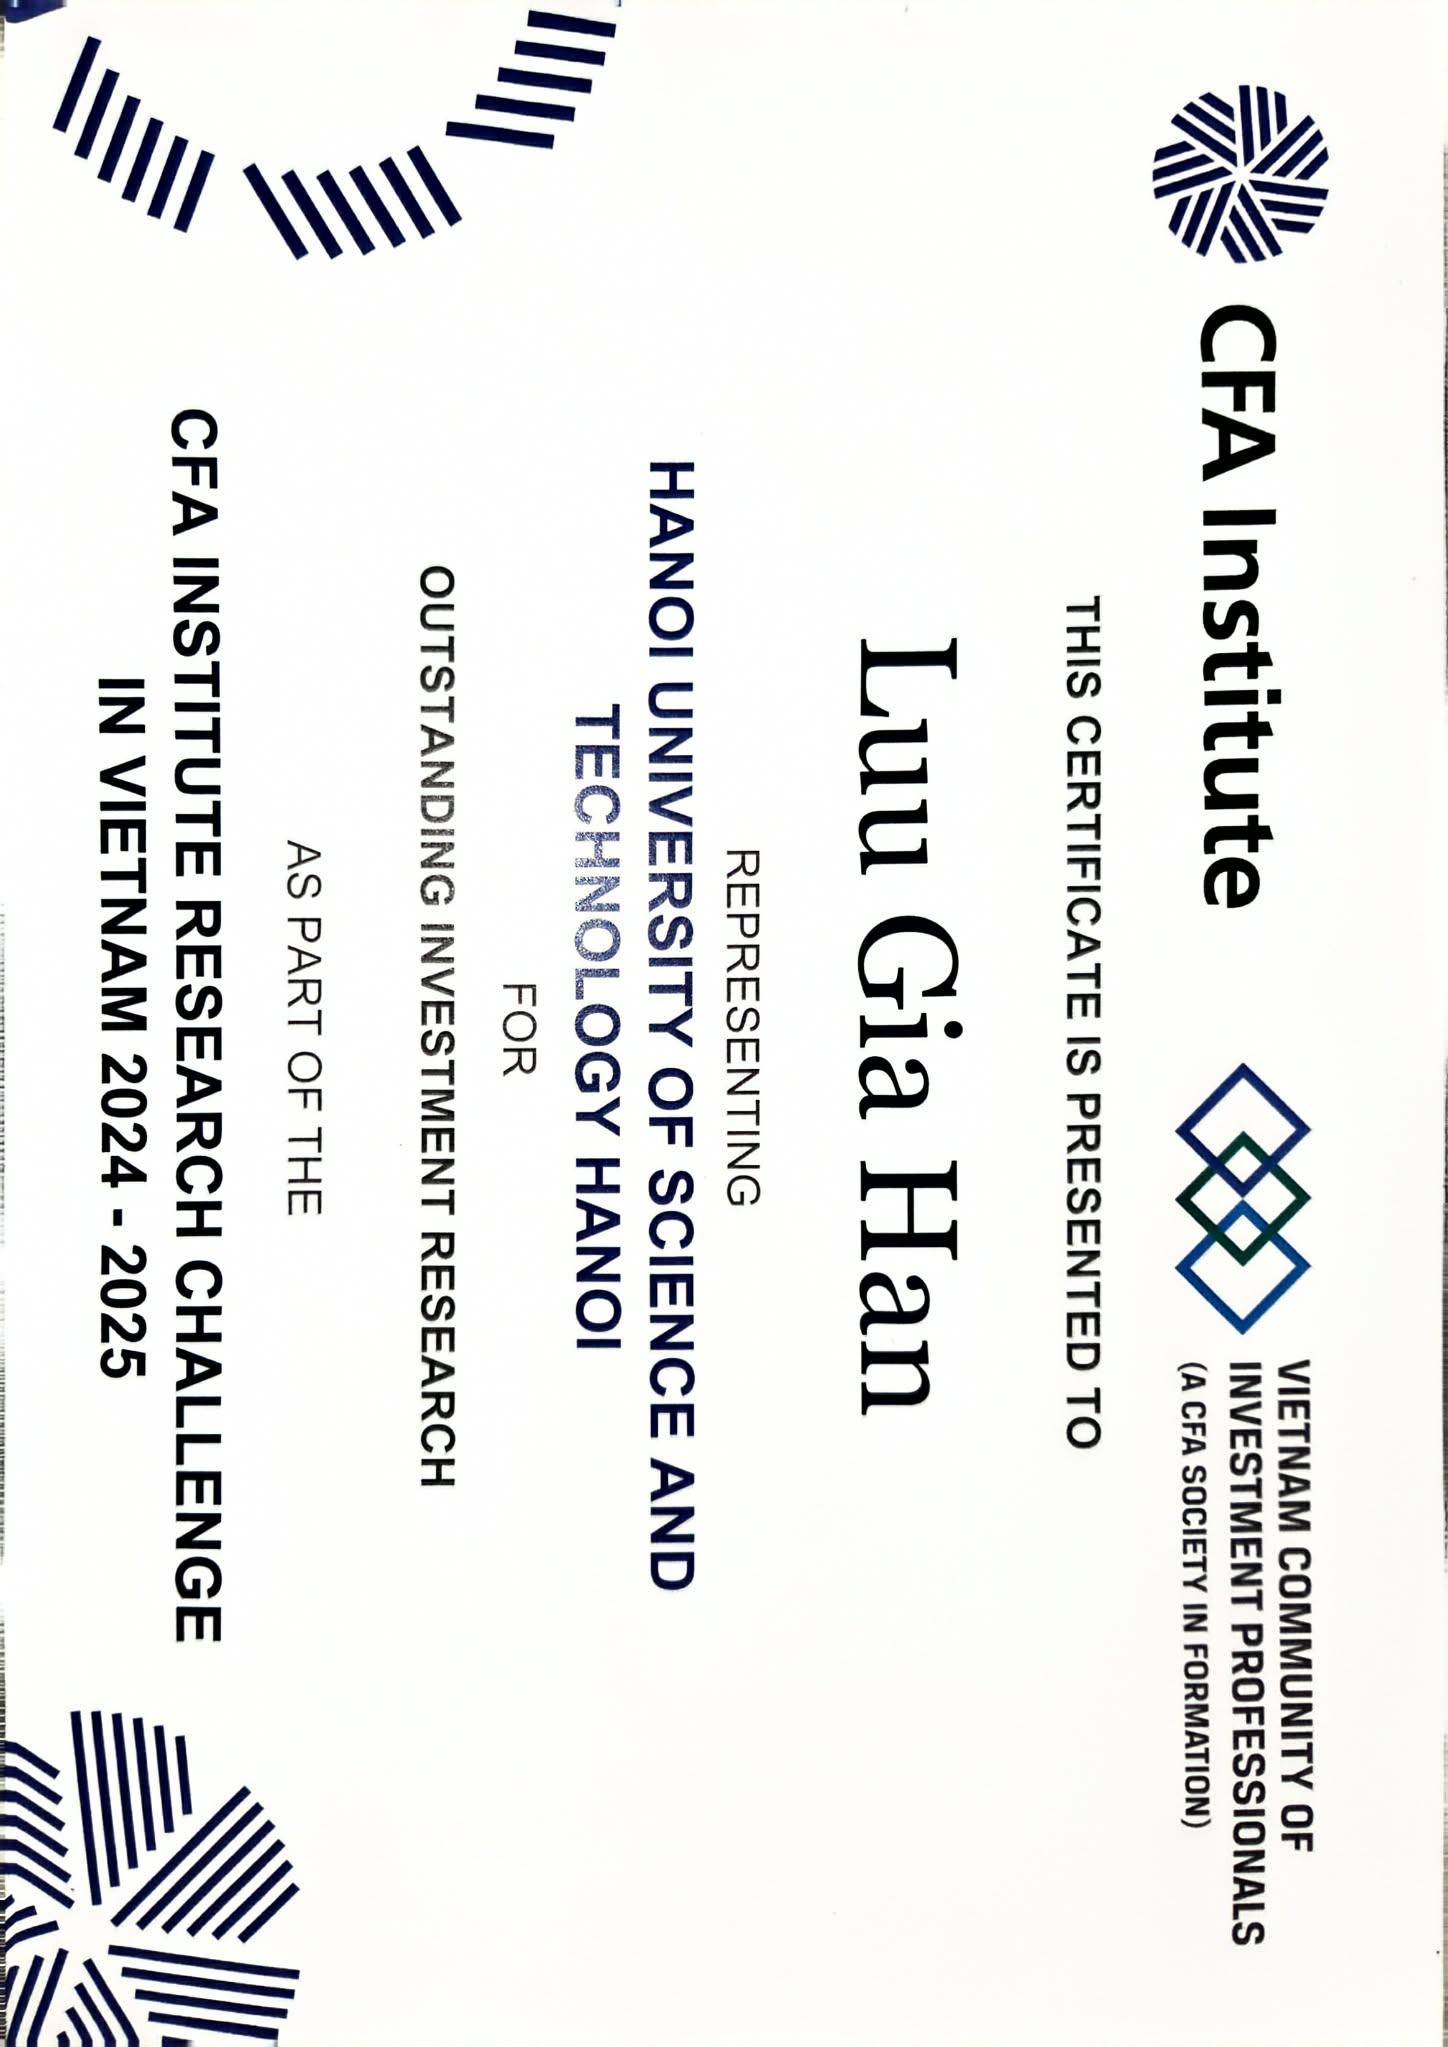 CFA Institute
VIETNAM COMMUNITY OF
INVESTMENT PROFESSIONALS
(A CFA SOCIETY IN FORMATION)
THIS CERTIFICATE IS PRESENTED TO
Luu Gia Han
REPRESENTING
HANOI UNIVERSITY OF SCIENCE AND
TECHNOLOGY HANOI
FOR
OUTSTANDING INVESTMENT RESEARCH
AS PART OF THE
CFA INSTITUTE RESEARCH CHALLENGE
IN VIETNAM 2024 - 2025